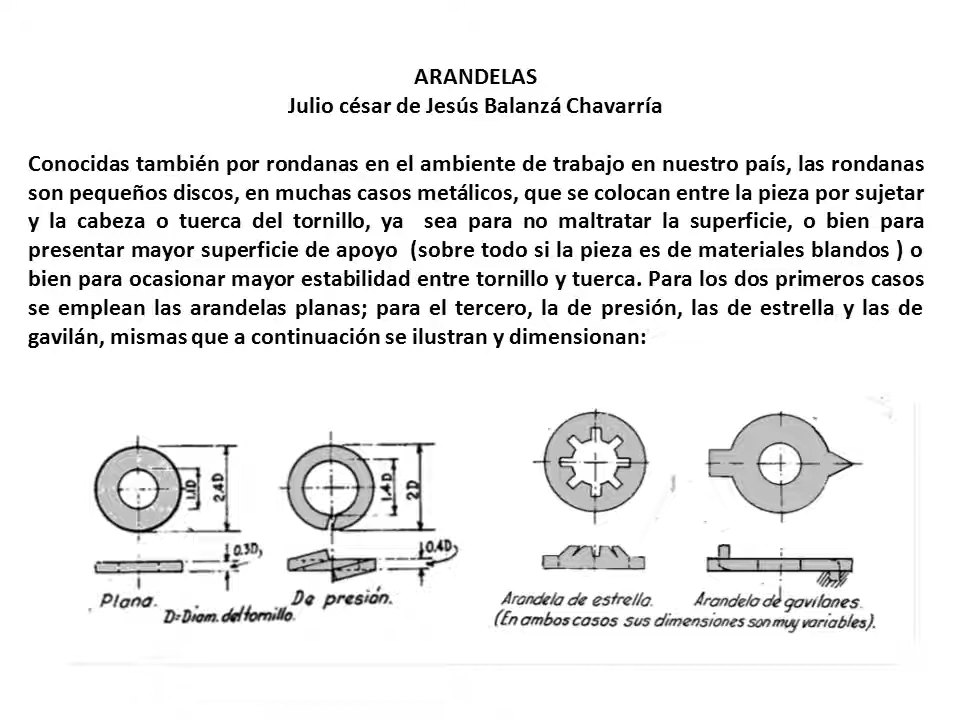 ARANDELAS
Julio césar de Jesús Balanzá Chavarría
Conocidas también por rondanas en el ambiente de trabajo en nuestro país, las rondanas
son pequeños discos, en muchas casos metálicos, que se colocan entre la pieza por sujetar
y la cabeza o tuerca del tornillo, ya sea para no maltratar la superficie, o bien para
presentar mayor superficie de apoyo (sobre todo si la pieza es de materiales blandos ) o
bien para ocasionar mayor estabilidad entre tornillo y tuerca. Para los dos primeros casos
se emplean las arandelas planas; para el tercero, la de presión, las de estrella y las de
gavilán, mismas que a continuación se ilustran y dimensionan:
1.1D
2.4D
1.4D
2D
0.3D
0.4D
Plana.
De presión.
D=Diam. del tornillo.
Arandela de estrella.
Arandela de gavilanes.
(En ambos casos sus dimensiones son muy variables).